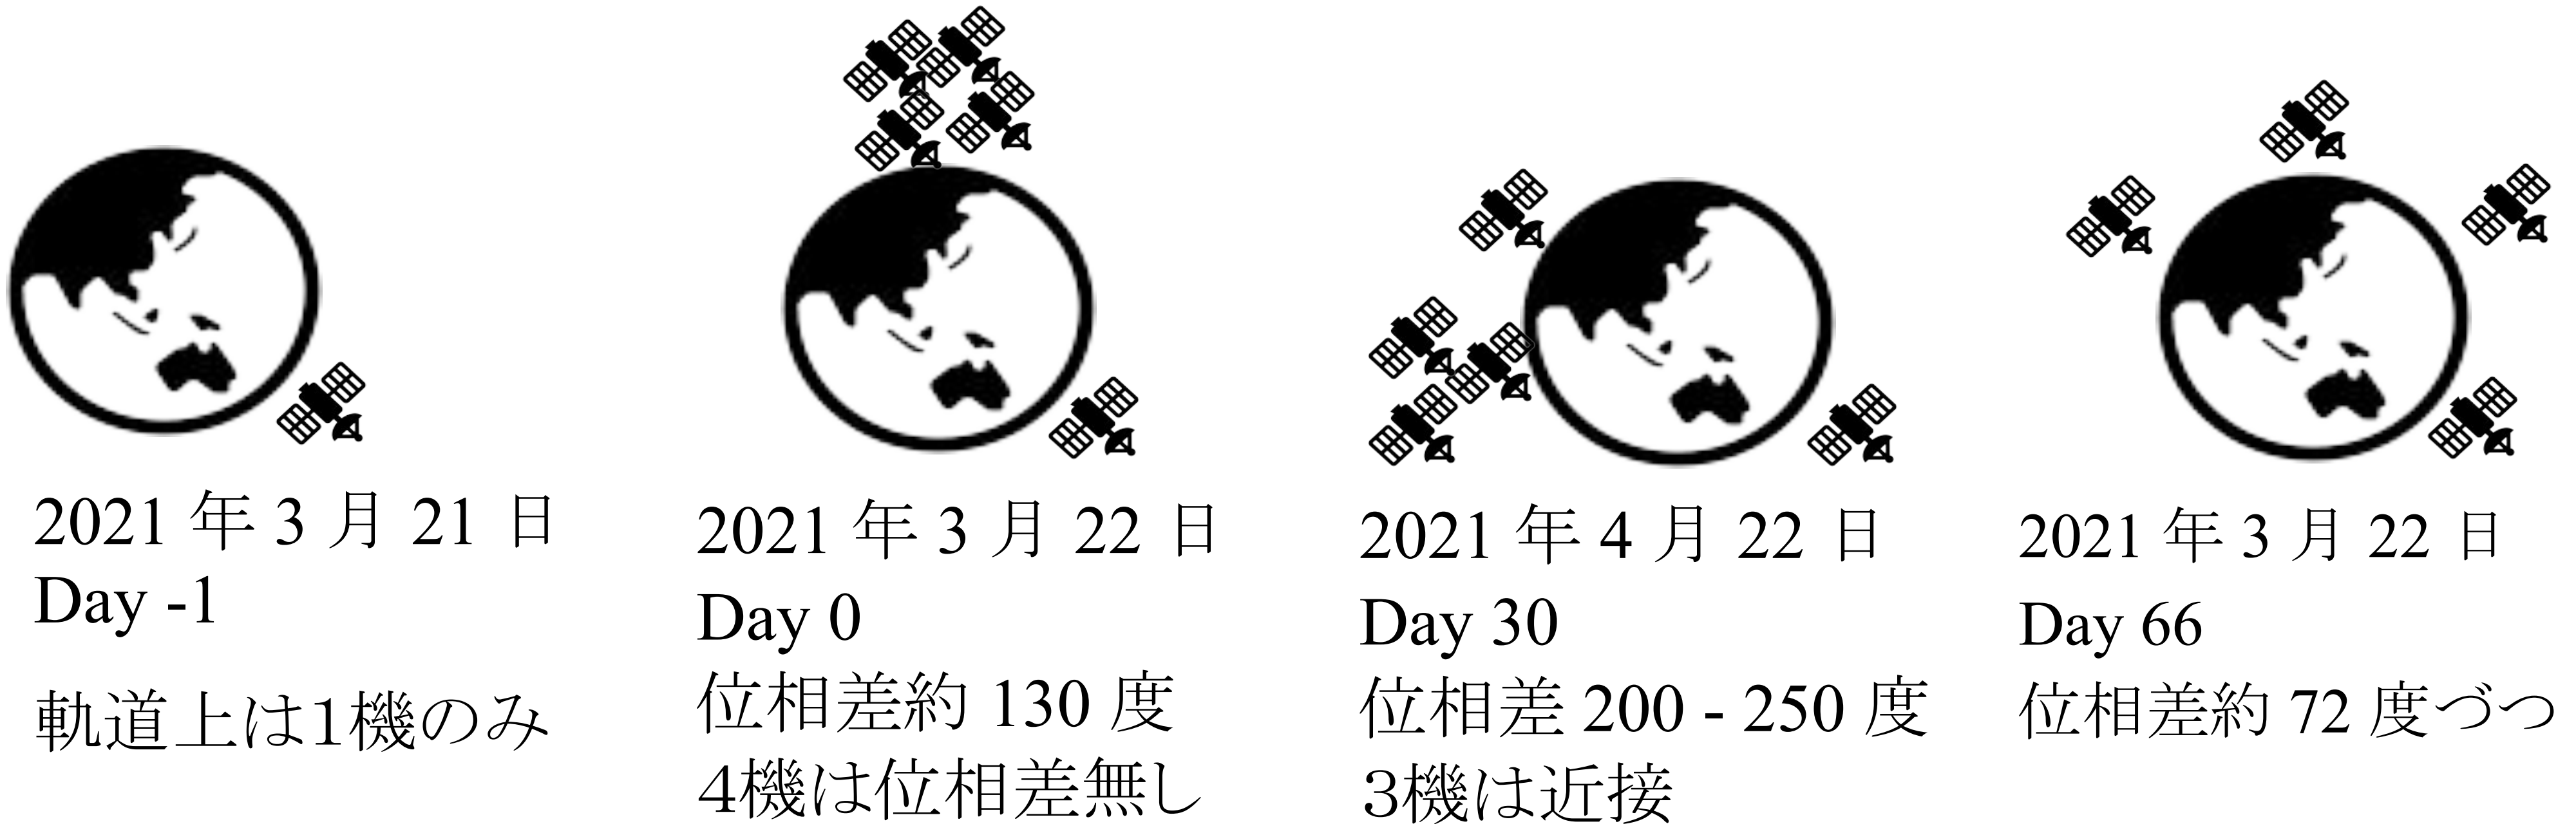 2021 年 3 月 21 日
Day -1
軌道上は1機のみ
2021 年 3 月 22 日
Day 0
位相差約 130 度
4機は位相差無し
2021 年 4 月 22 日
Day 30
位相差 200 - 250 度
3機は近接
2021 年 3 月 22 日
Day 66
位相差約 72 度づつ